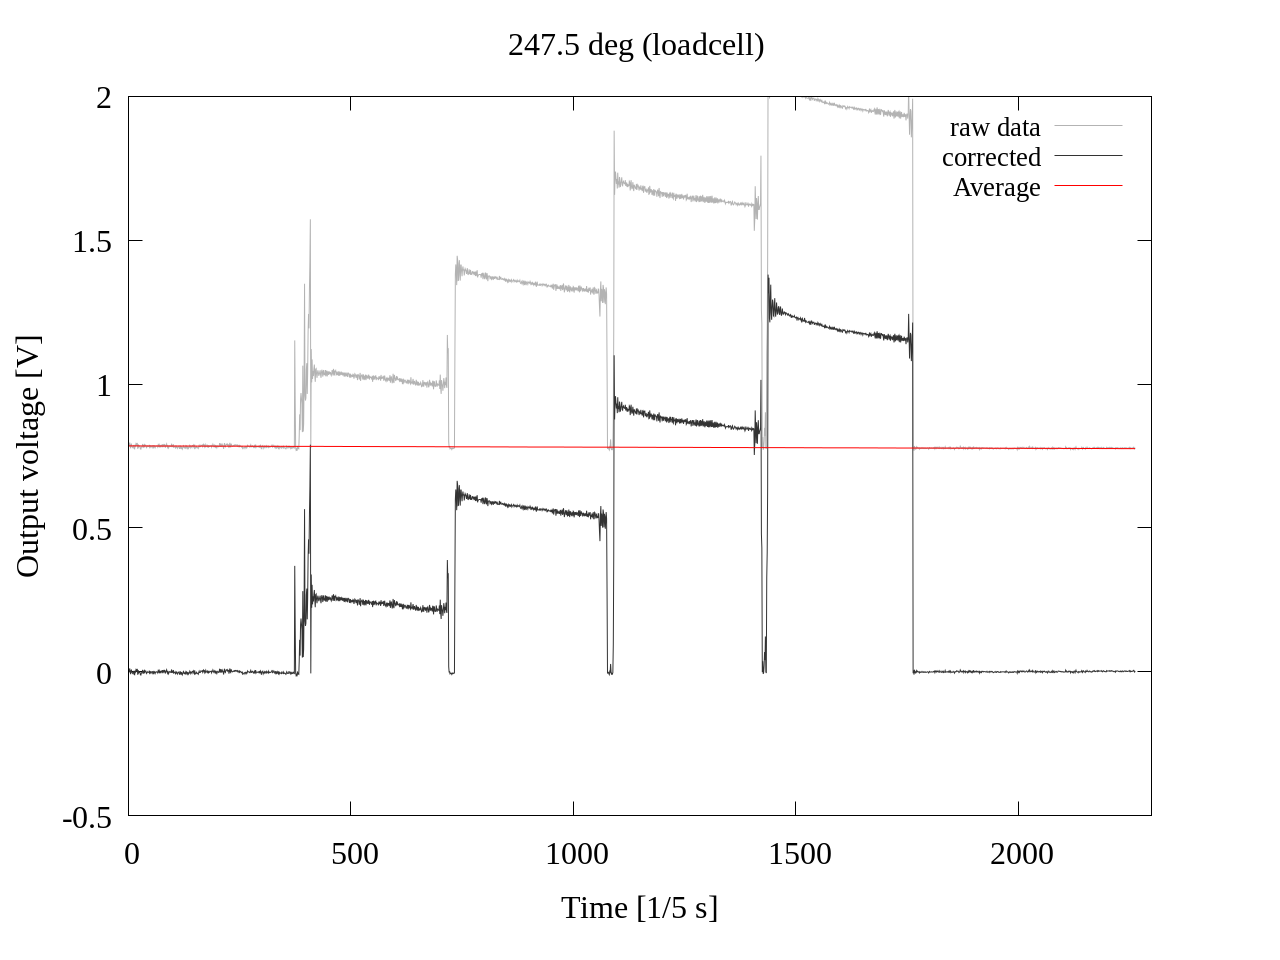 247.5 deg (loadcell)
raw data
corrected
Average
2
1.5
1
0.5
0
-0.5
Output voltage [V]
0 500 1000 1500 2000
Time [1/5 s]